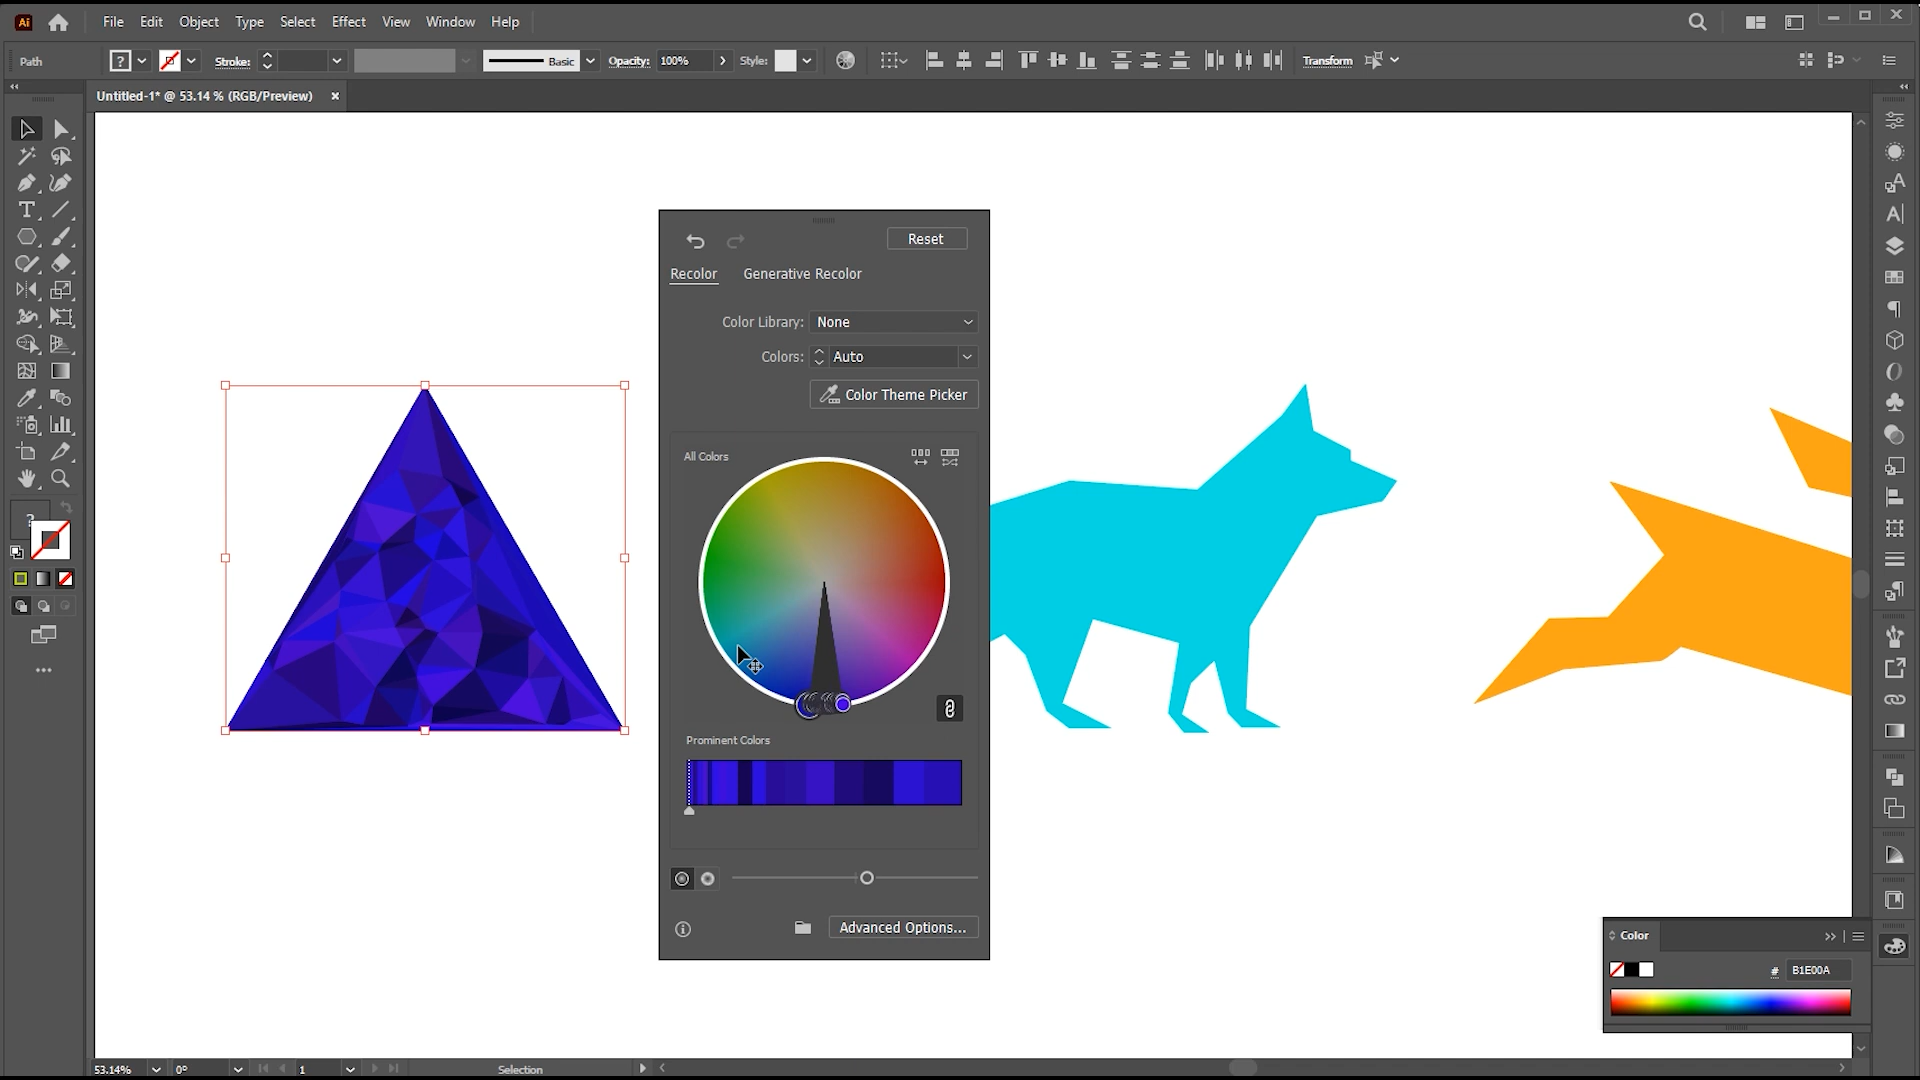 Ai File Edit Object Type Select Effect View Window Help
Path ? Stroke: Basic Opacity: 100% Style: Transform
Untitled-1* @ 53.14 % (RGB/Preview) ×
Reset
Recolor Generative Recolor
Color Library: None
Colors: Auto
Color Theme Picker
All Colors
?
Prominent Colors
Advanced Options...
Color
# B1E00A
53.14% 0° 1 Selection